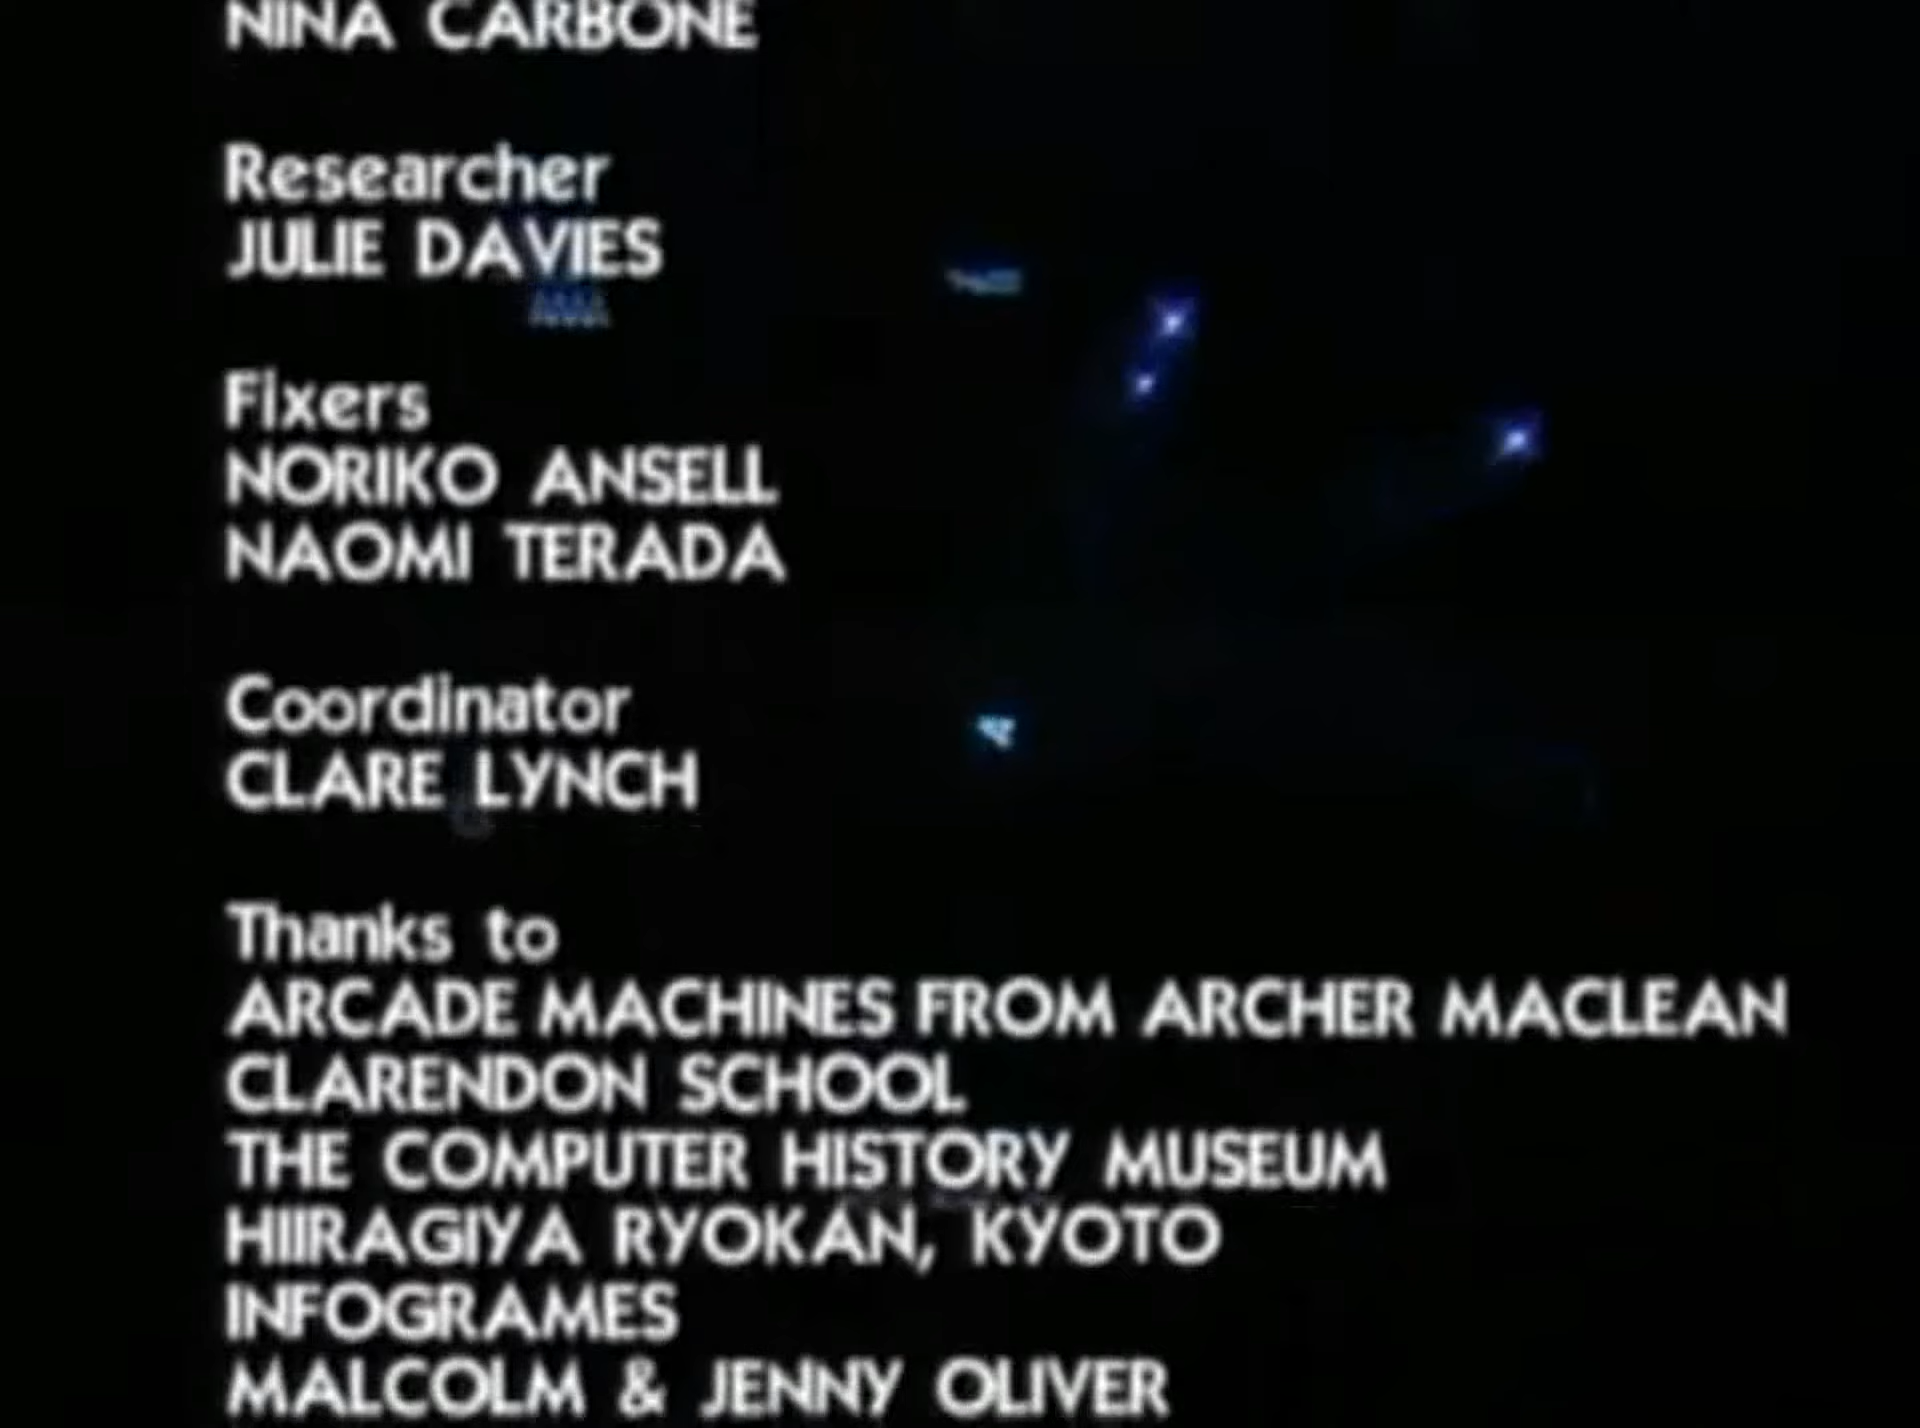 NINA CARBONE
Researcher
JULIE DAVIES
Fixers
NORIKO ANSELL
NAOMI TERADA
Coordinator
CLARE LYNCH
Thanks to
ARCADE MACHINES FROM ARCHER MACLEAN
CLARENDON SCHOOL
THE COMPUTER HISTORY MUSEUM
HIIRAGIYA RYOKAN, KYOTO
INFOGRAMES
MALCOLM & JENNY OLIVER